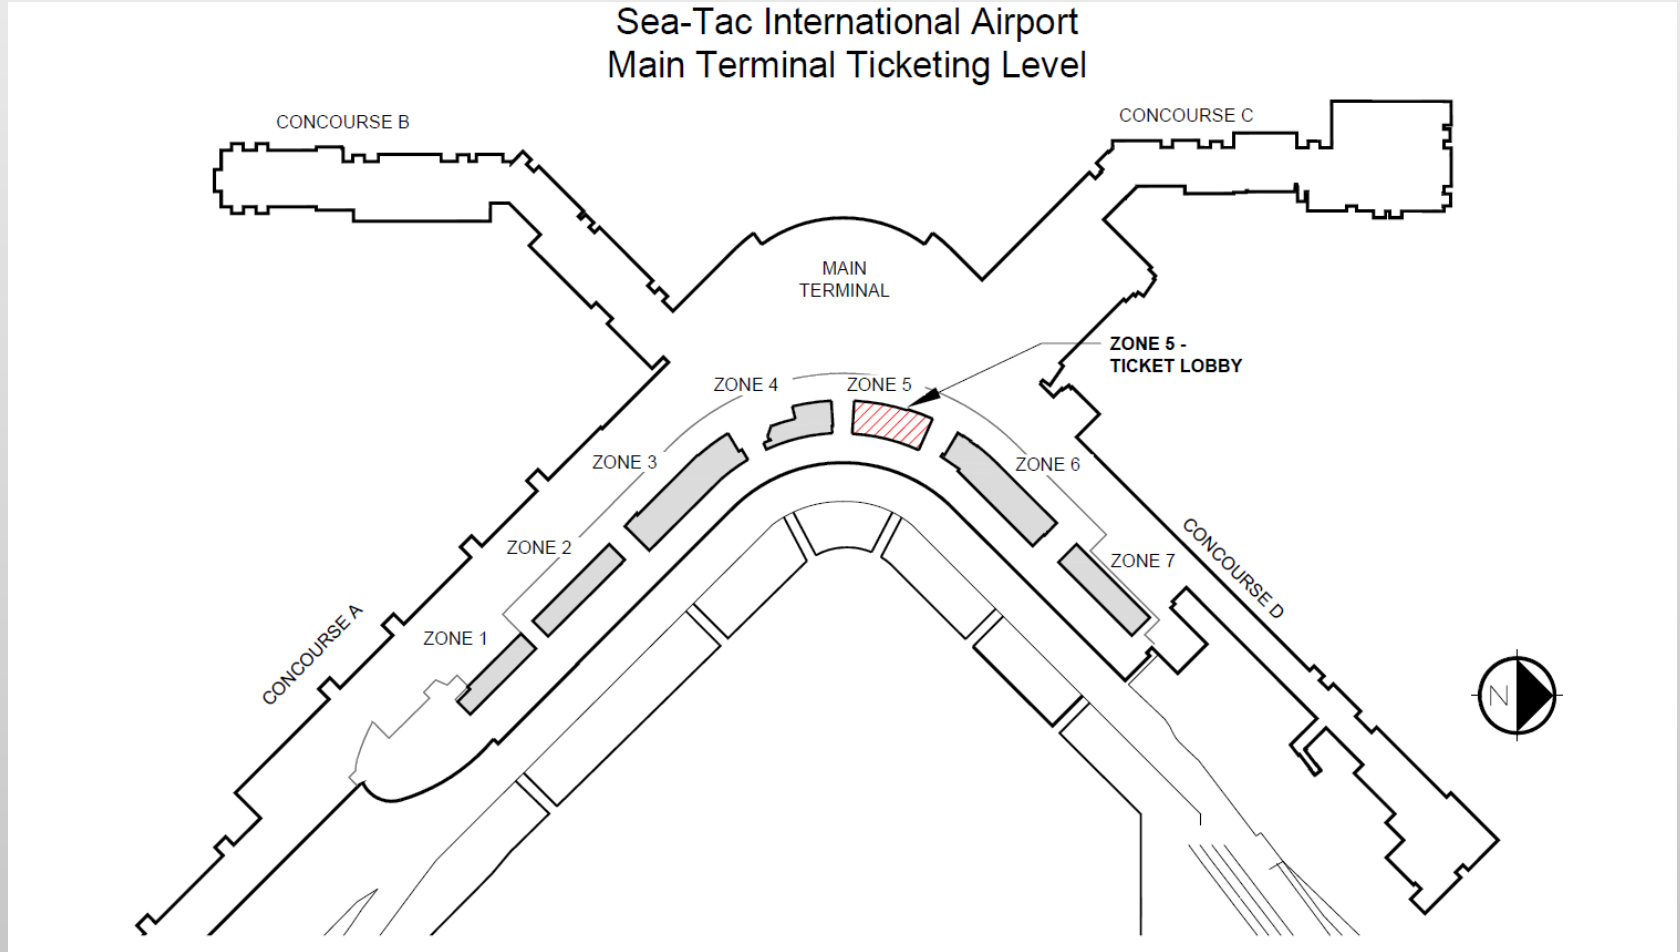 Sea-Tac International Airport
Main Terminal Ticketing Level
CONCOURSE B
CONCOURSE C
MAIN
TERMINAL
ZONE 5 -
TICKET LOBBY
ZONE 4
ZONE 5
ZONE 3
ZONE 6
ZONE 2
ZONE 7
CONCOURSE D
ZONE 1
CONCOURSE A
N